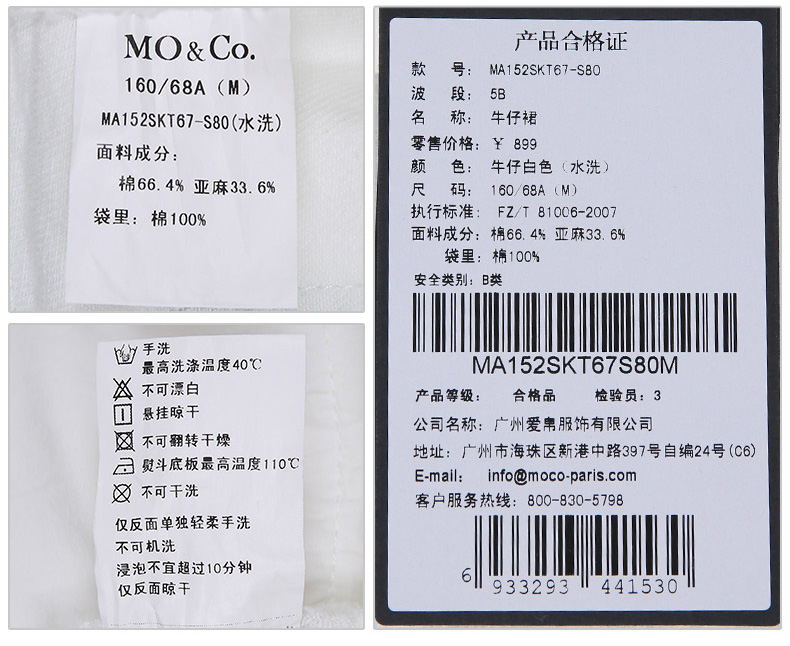 MO&Co.
160/68A（M）
MA152SKT67-S80(水洗)
面料成分：
棉66.4% 亚麻33.6%
袋里：棉100%
手洗
最高洗涤温度40℃
不可漂白
悬挂晾干
不可翻转干燥
熨斗底板最高温度110℃
不可干洗
仅反面单独轻柔手洗
不可机洗
浸泡不宜超过10分钟
仅反面晾干
产品合格证
款 号： MA152SKT67-S80
波 段： 5B
名 称： 牛仔裙
零售价格：￥ 899
颜 色： 牛仔白色（水洗）
尺 码： 160/68A（M）
执行标准： FZ/T 81006-2007
面料成分：棉66.4% 亚麻33.6%
袋里：棉100%
安全类别：B类
MA152SKT67S80M
产品等级： 合格品 检验员：3
公司名称：广州爱帛服饰有限公司
地址：广州市海珠区新港中路397号自编24号(C6)
E-mail： info@moco-paris.com
客户服务热线：800-830-5798
6 933293 441530